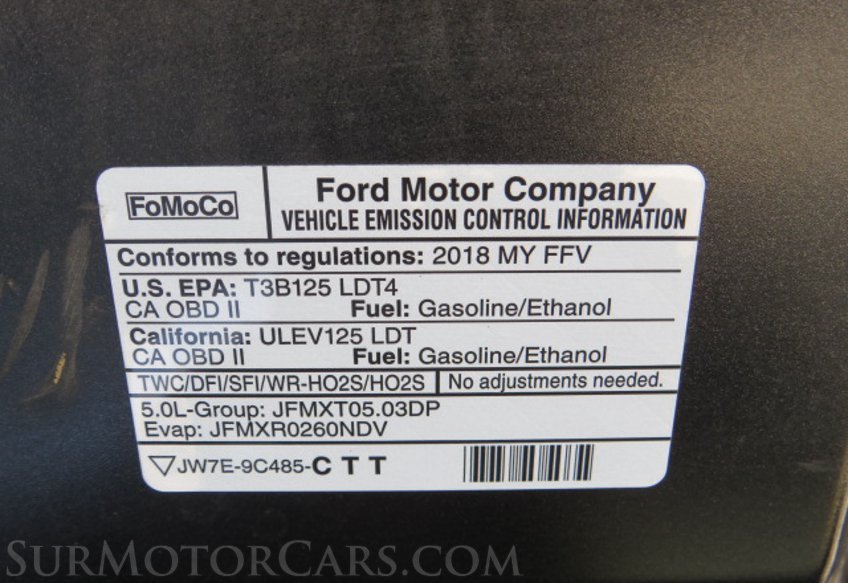 FoMoCo
Ford Motor Company
VEHICLE EMISSION CONTROL INFORMATION
Conforms to regulations: 2018 MY FFV
U.S. EPA: T3B125 LDT4
CA OBD II Fuel: Gasoline/Ethanol
California: ULEV125 LDT
CA OBD II Fuel: Gasoline/Ethanol
TWC/DFI/SFI/WR-HO2S/HO2S No adjustments needed.
5.0L-Group: JFMXT05.03DP
Evap: JFMXR0260NDV
JW7E-9C485-CTT
SurMotorCars.com